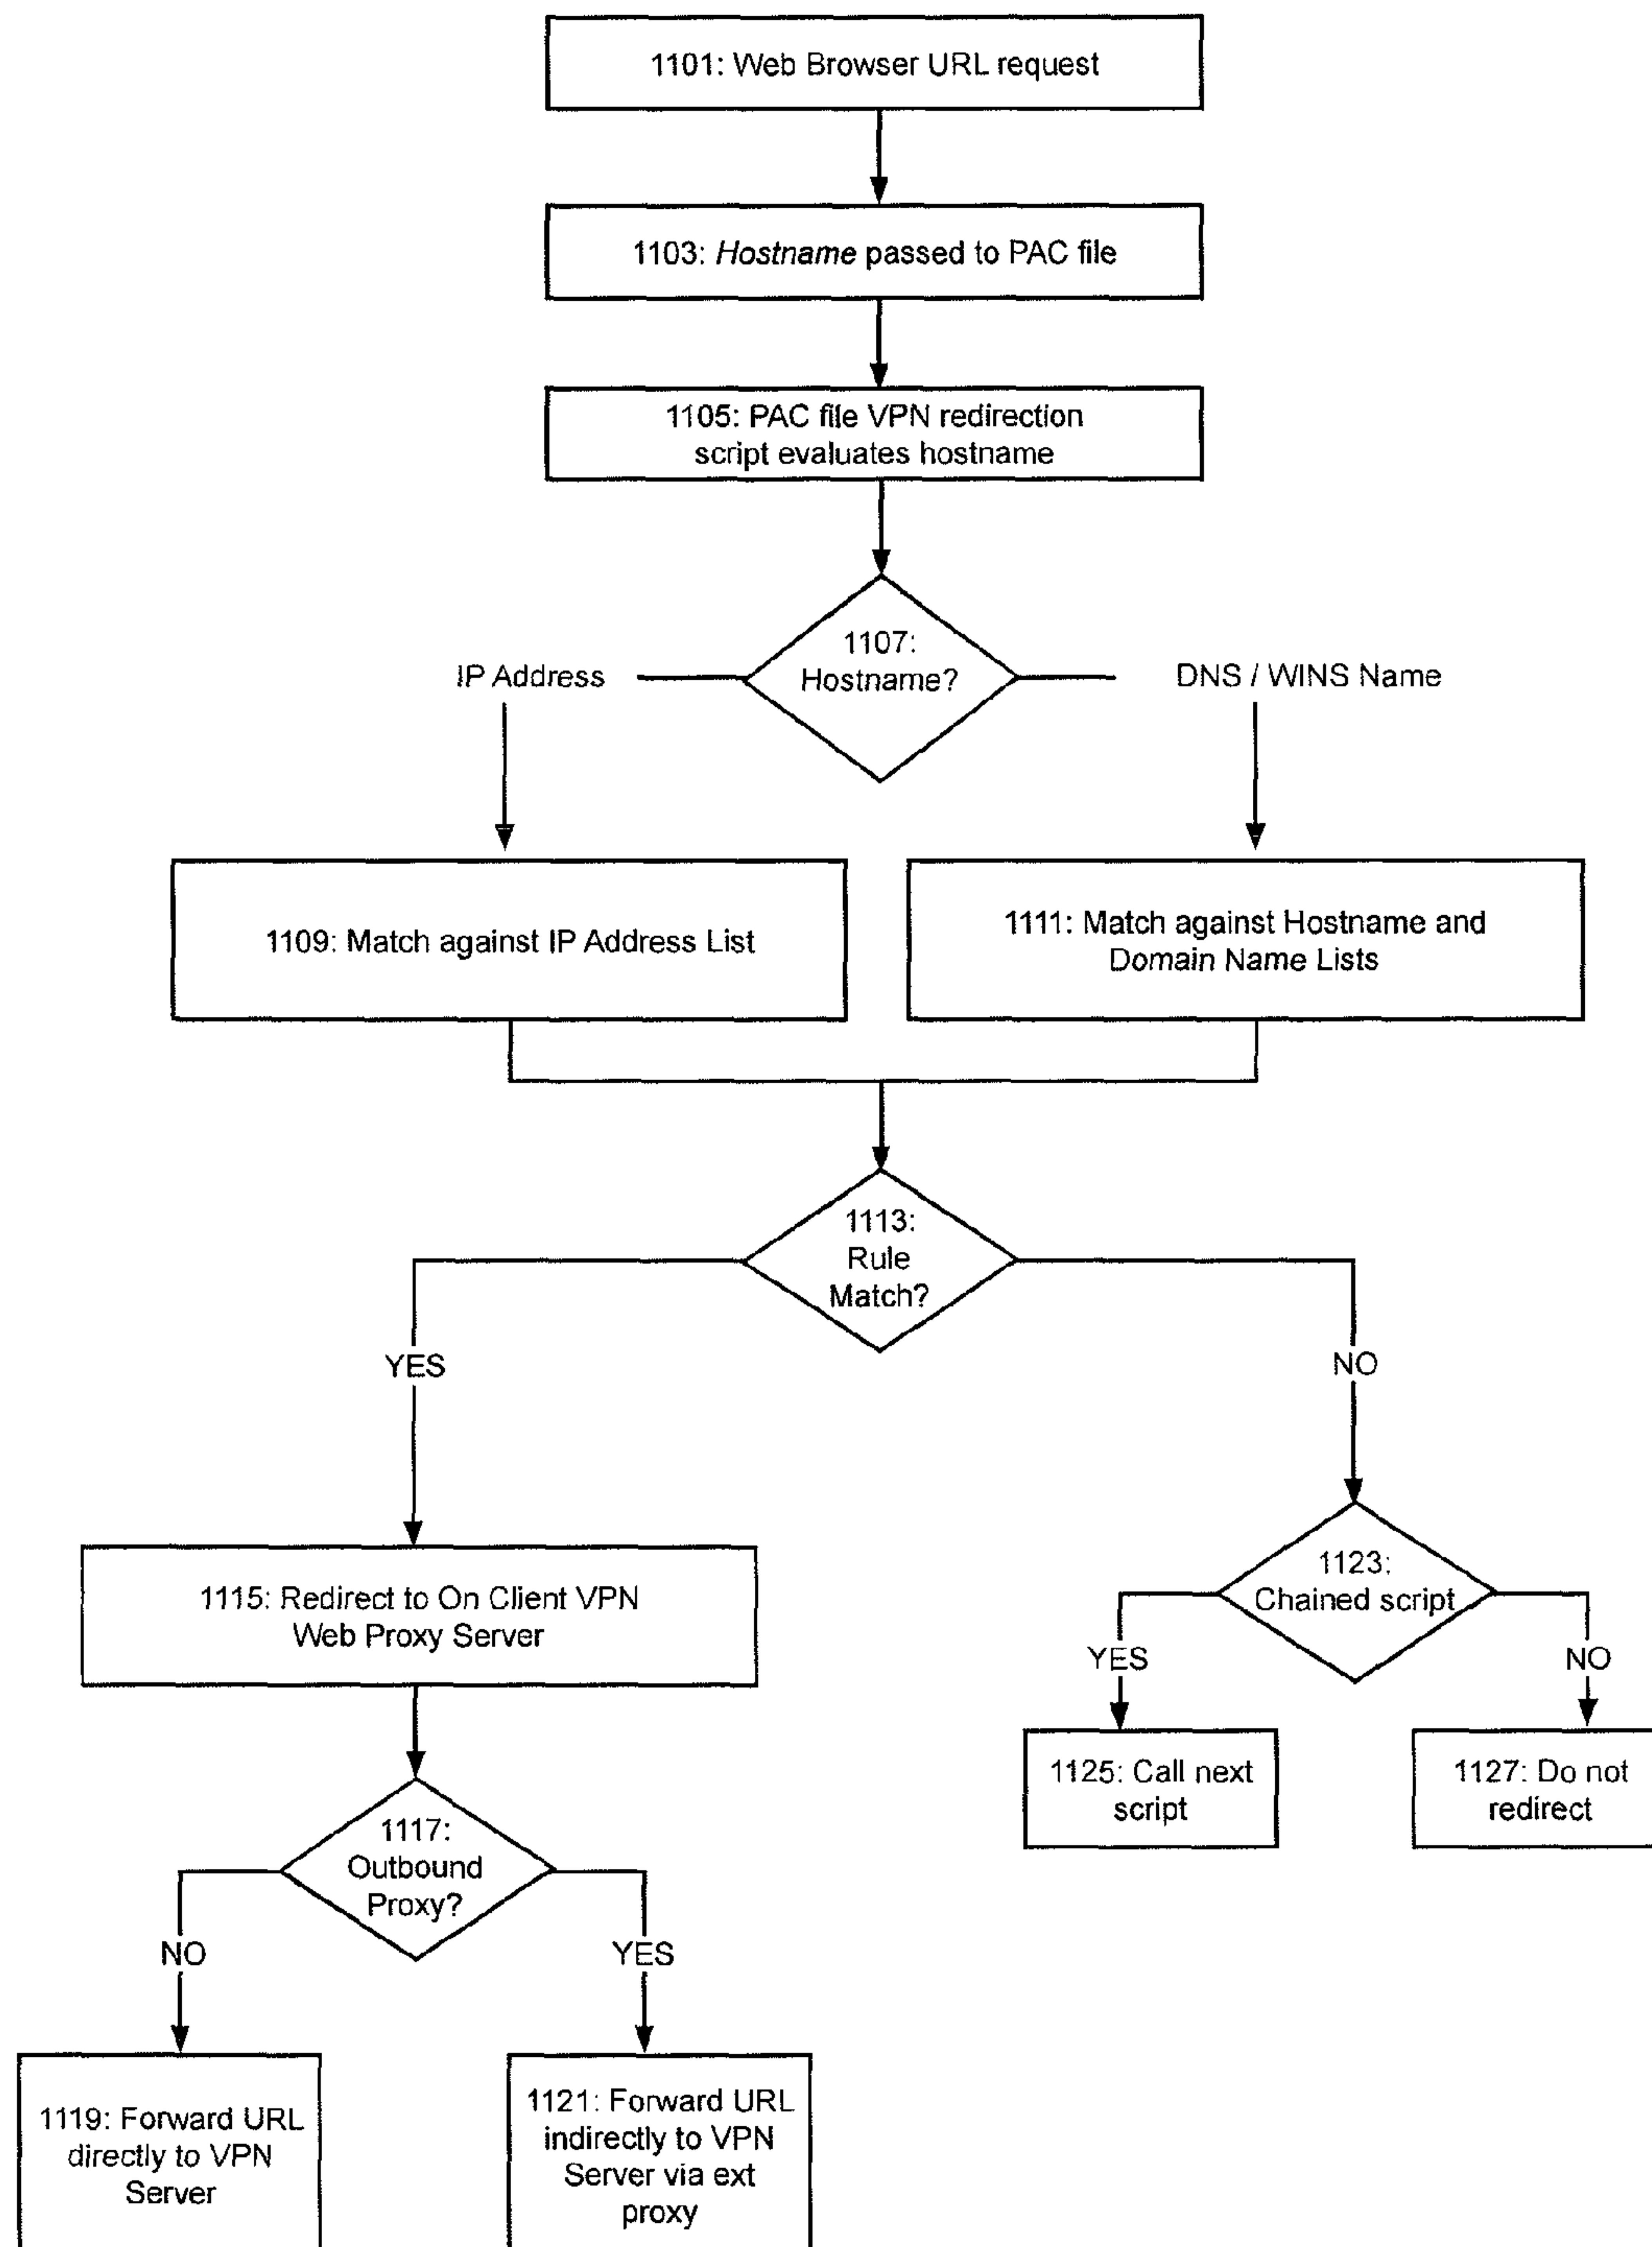 1101: Web Browser URL request
1103: Hostname passed to PAC file
1105: PAC file VPN redirection
script evaluates hostname
1107:
Hostname?
IP Address
DNS / WINS Name
1109: Match against IP Address List
1111: Match against Hostname and
Domain Name Lists
1113:
Rule
Match?
YES
NO
1115: Redirect to On Client VPN
Web Proxy Server
1123:
Chained script
YES
NO
1125: Call next
script
1127: Do not
redirect
1117:
Outbound
Proxy?
NO
YES
1119: Forward URL
directly to VPN
Server
1121: Forward URL
indirectly to VPN
Server via ext
proxy